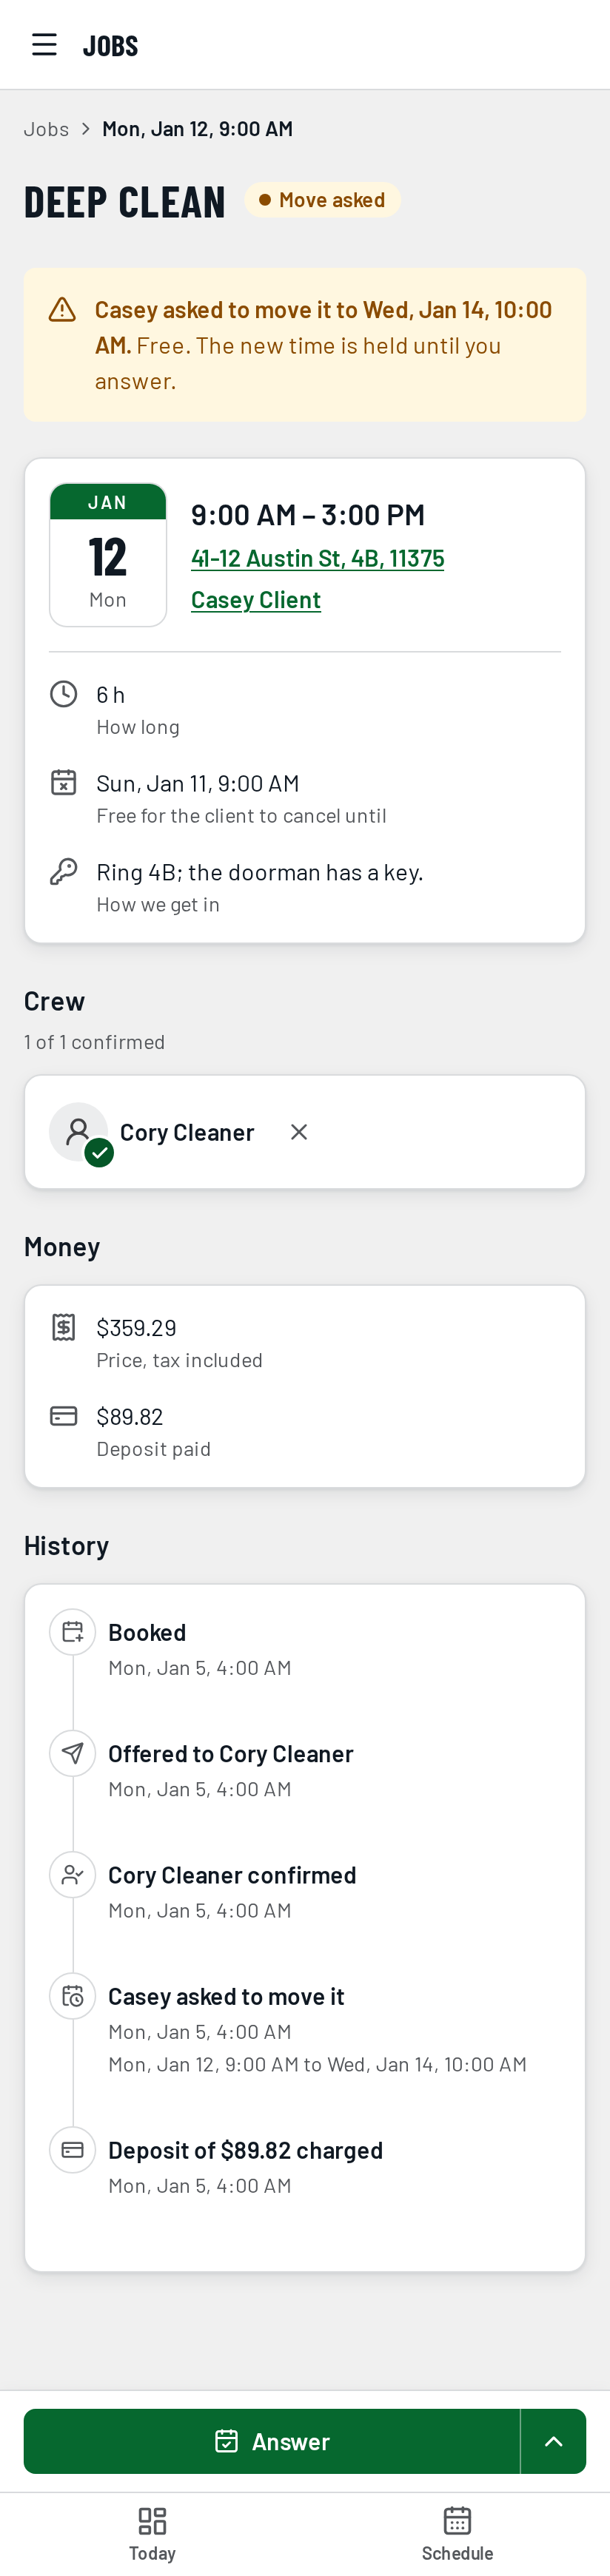 JOBS
Jobs > Mon, Jan 12, 9:00 AM
DEEP CLEAN
Move asked
Casey asked to move it to Wed, Jan 14, 10:00
AM. Free. The new time is held until you
answer.
JAN
12
Mon
9:00 AM – 3:00 PM
41-12 Austin St, 4B, 11375
Casey Client
6 h
How long
Sun, Jan 11, 9:00 AM
Free for the client to cancel until
Ring 4B; the doorman has a key.
How we get in
Crew
1 of 1 confirmed
Cory Cleaner
Money
$359.29
Price, tax included
$89.82
Deposit paid
History
Booked
Mon, Jan 5, 4:00 AM
Offered to Cory Cleaner
Mon, Jan 5, 4:00 AM
Cory Cleaner confirmed
Mon, Jan 5, 4:00 AM
Casey asked to move it
Mon, Jan 5, 4:00 AM
Mon, Jan 12, 9:00 AM to Wed, Jan 14, 10:00 AM
Deposit of $89.82 charged
Mon, Jan 5, 4:00 AM
Answer
Today
Schedule